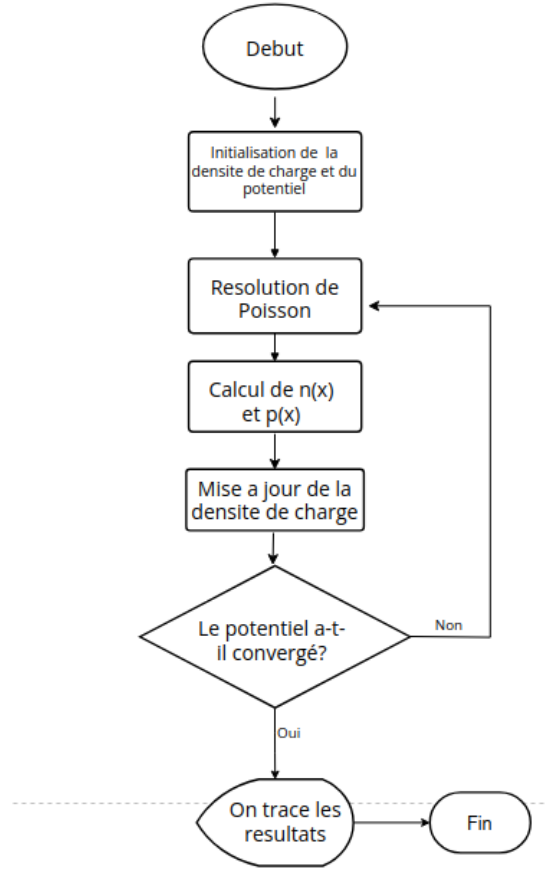 Debut
Initialisation de la
densite de charge et du
potentiel
Resolution de
Poisson
Calcul de n(x)
et p(x)
Mise a jour de la
densite de charge
Le potentiel a-t-
il convergé?
Non
Oui
On trace les
resultats
Fin